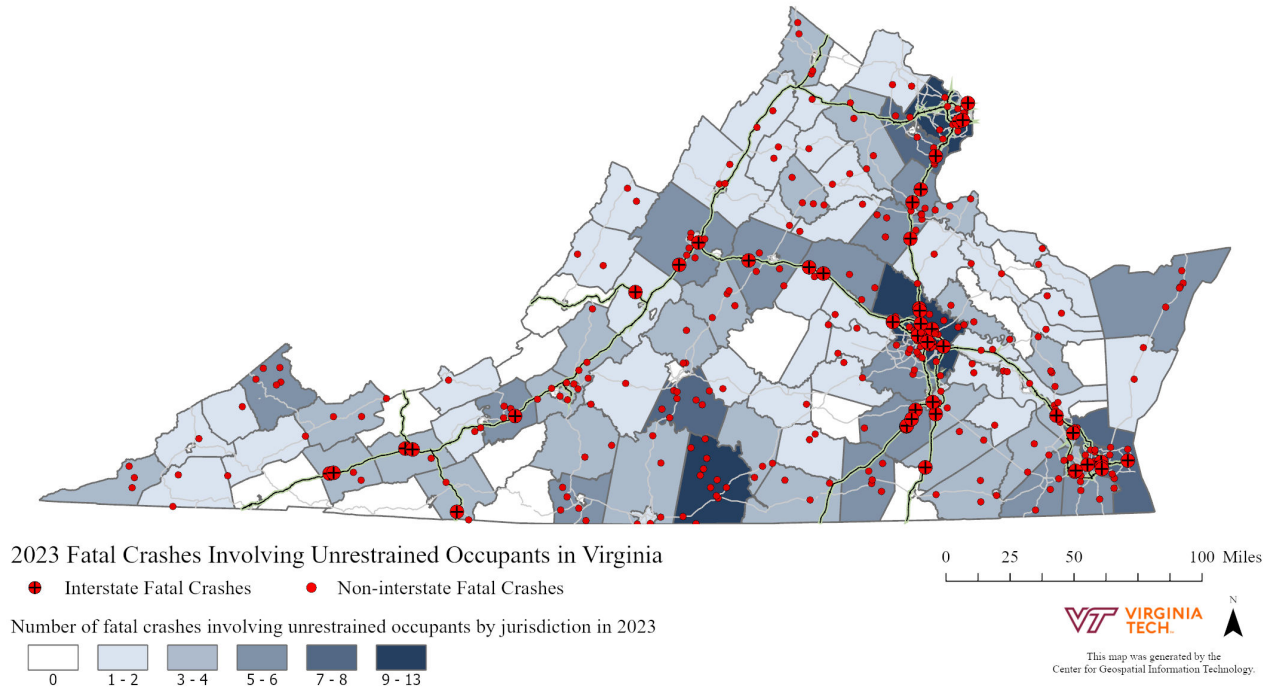 2023 Fatal Crashes Involving Unrestrained Occupants in Virginia
Interstate Fatal Crashes
Non-interstate Fatal Crashes
Number of fatal crashes involving unrestrained occupants by jurisdiction in 2023
0
1 - 2
3 - 4
5 - 6
7 - 8
9 - 13
0 25 50 100 Miles
VT VIRGINIA
TECH™
N
This map was generated by the
Center for Geospatial Information Technology.